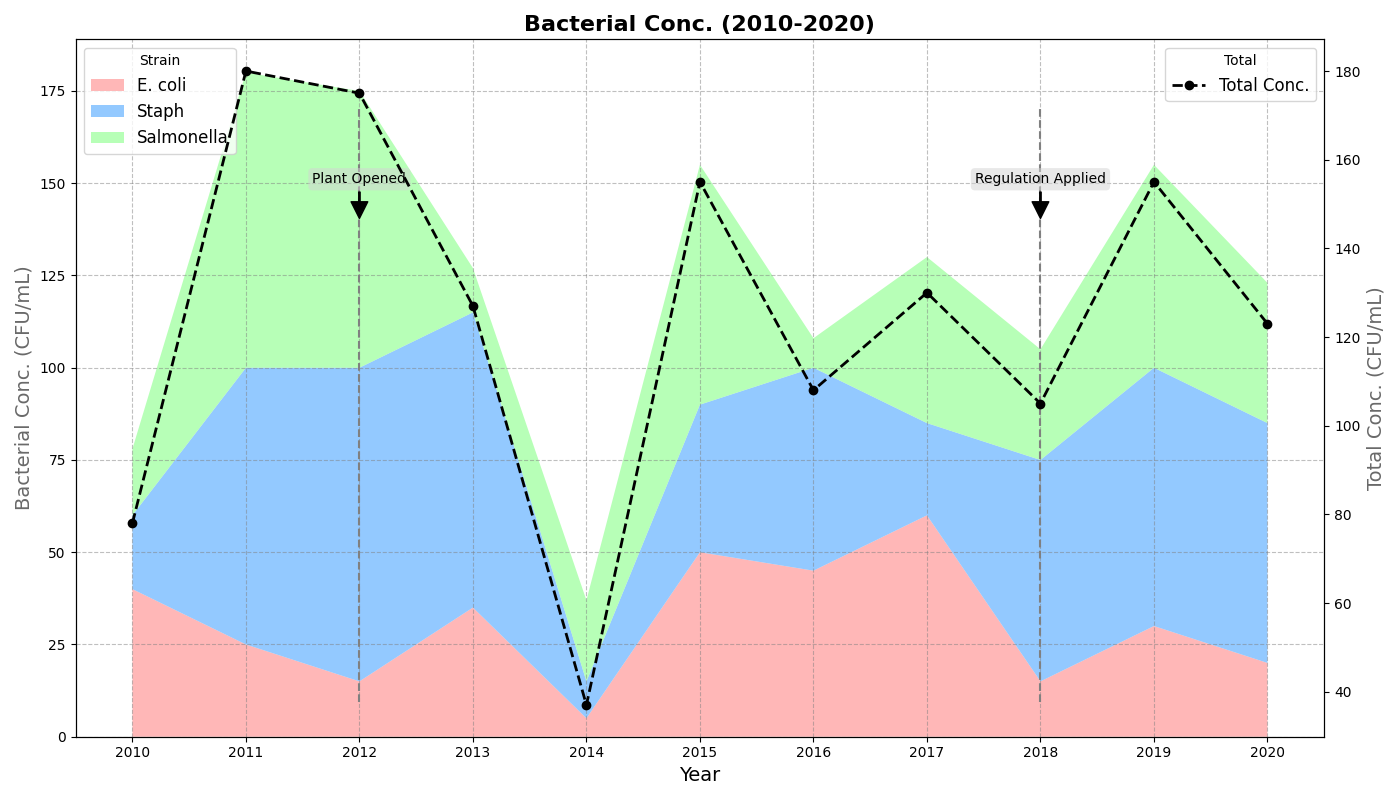 Bacterial Conc. (2010-2020)
Strain
E. coli
Staph
Salmonella
Total
Total Conc.
Plant Opened
Regulation Applied
Bacterial Conc. (CFU/mL)
175
150
125
100
75
50
25
0
Total Conc. (CFU/mL)
180
160
140
120
100
80
60
40
2010 2011 2012 2013 2014 2015 2016 2017 2018 2019 2020
Year